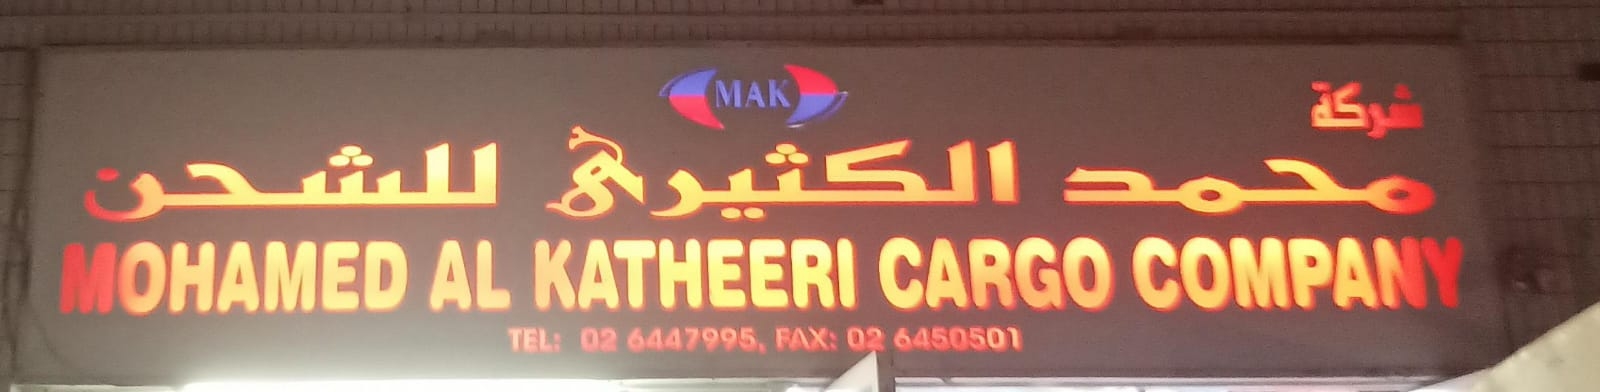 MAK
شركة
محمد الكثيري للشحن
MOHAMED AL KATHEERI CARGO COMPANY
TEL: 02 6447995, FAX: 02 6450501